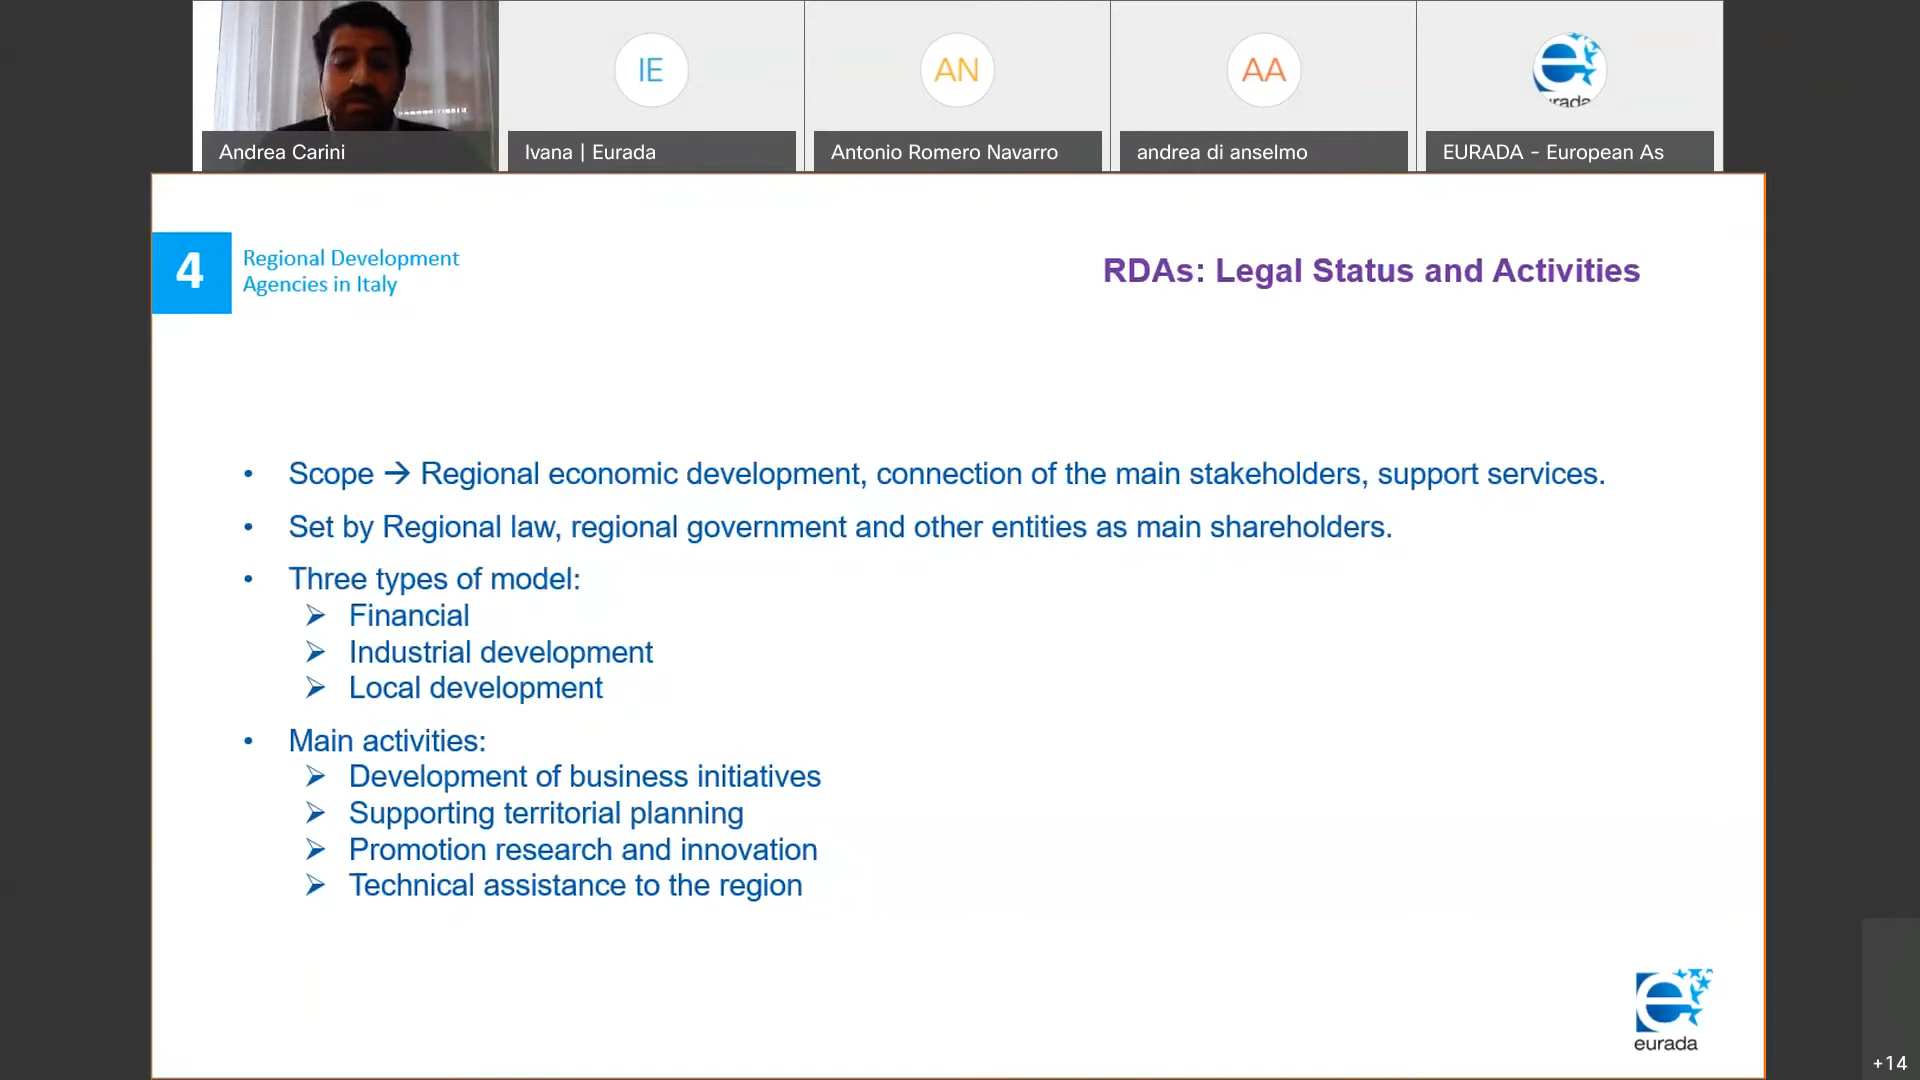 IE
AN
AA
urada
Andrea Carini
Ivana | Eurada
Antonio Romero Navarro
andrea di anselmo
EURADA - European As
4
Regional Development
Agencies in Italy
RDAs: Legal Status and Activities
• Scope → Regional economic development, connection of the main stakeholders, support services.
• Set by Regional law, regional government and other entities as main shareholders.
• Three types of model:
➢ Financial
➢ Industrial development
➢ Local development
• Main activities:
➢ Development of business initiatives
➢ Supporting territorial planning
➢ Promotion research and innovation
➢ Technical assistance to the region
eurada
+14